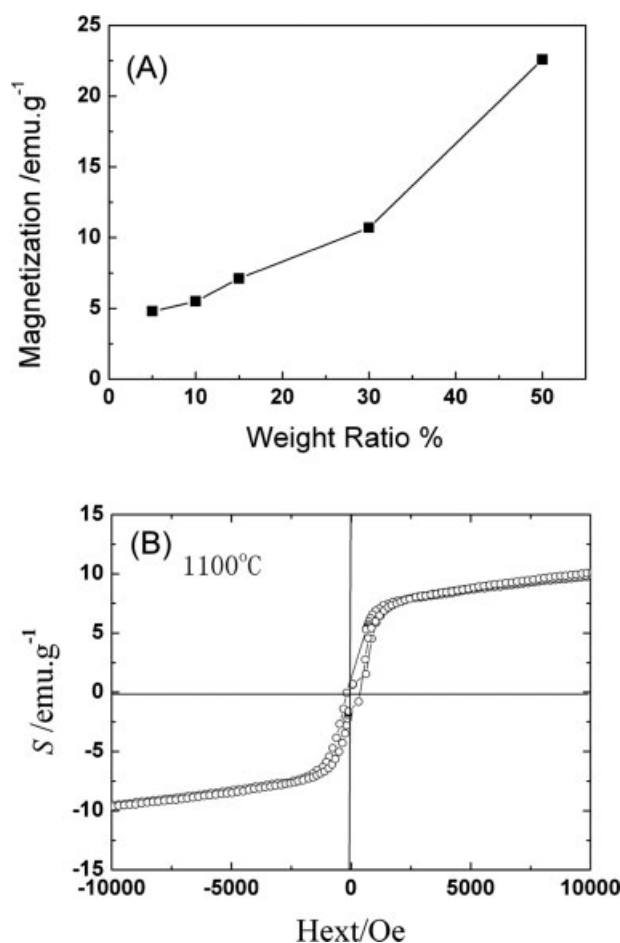 (A)
Magnetization /emu.g⁻¹
25
20
15
10
5
0
0 10 20 30 40 50
Weight Ratio %
(B)
1100°C
S /emu.g⁻¹
15
10
5
0
-5
-10
-15
-10000 -5000 0 5000 10000
Hext/Oe